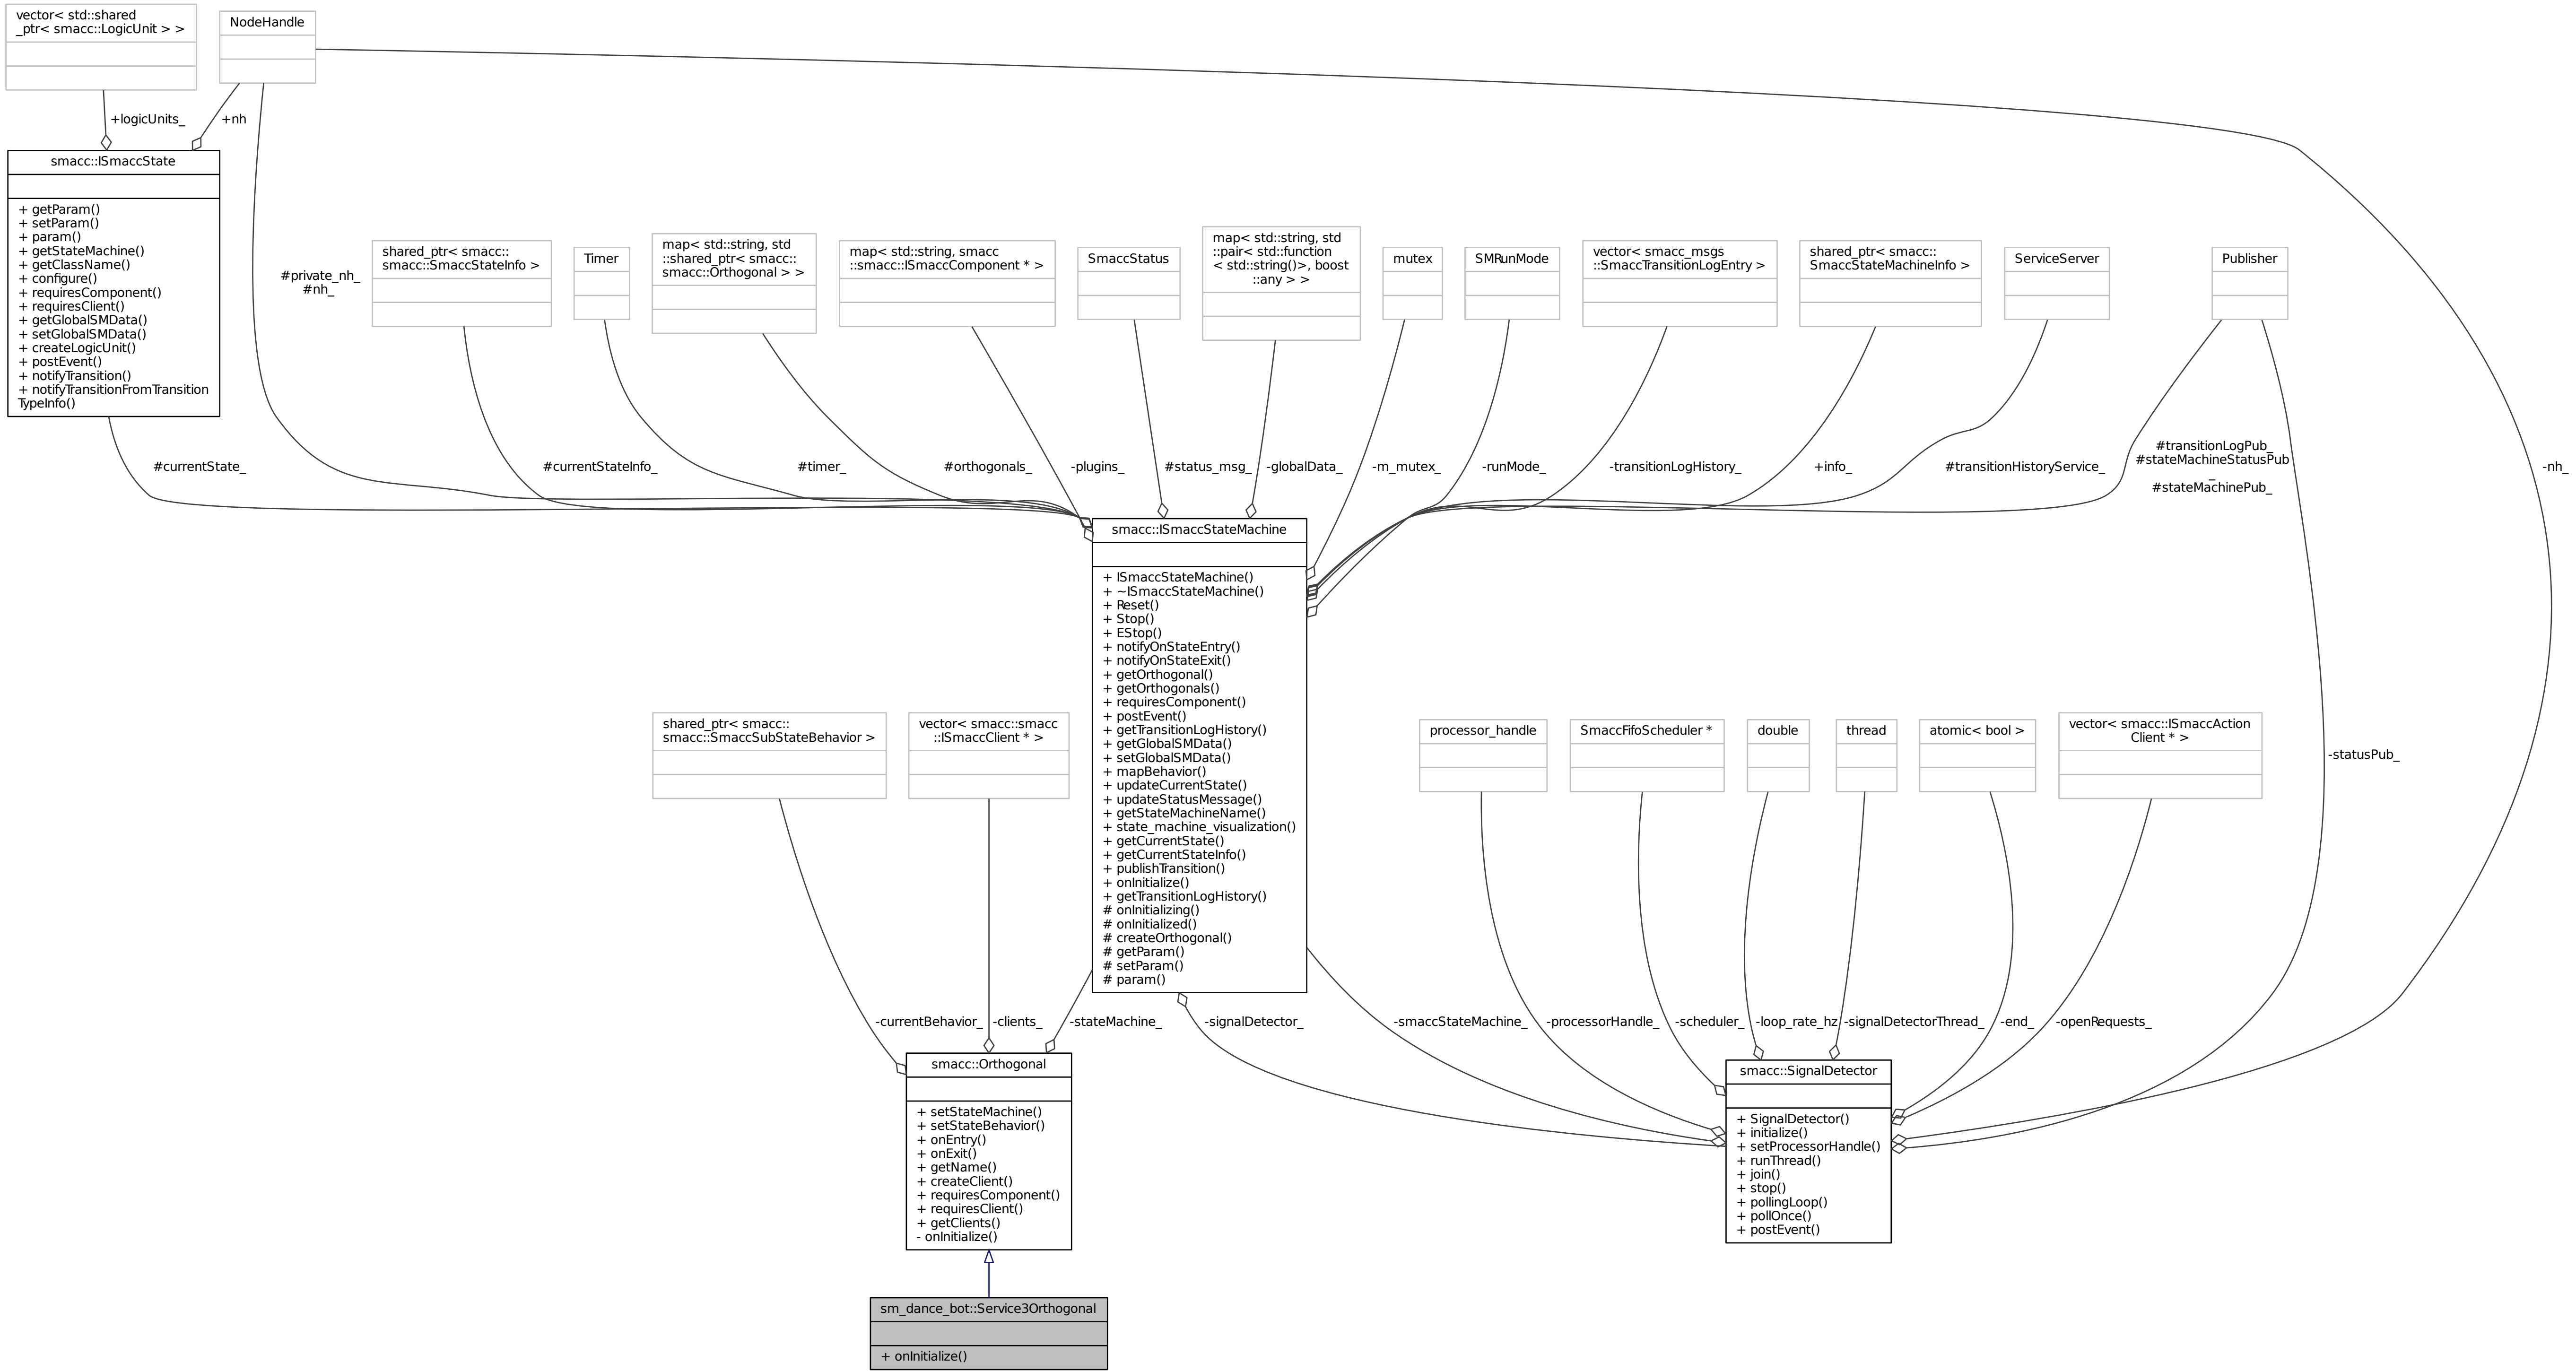 vector< std::shared
_ptr< smacc::LogicUnit > >
NodeHandle
+logicUnits_
+nh
smacc::ISmaccState
+ getParam()
+ setParam()
+ param()
+ getStateMachine()
+ getClassName()
+ configure()
+ requiresComponent()
+ requiresClient()
+ getGlobalSMData()
+ setGlobalSMData()
+ createLogicUnit()
+ postEvent()
+ notifyTransition()
+ notifyTransitionFromTransition
TypeInfo()
#private_nh_
#nh_
shared_ptr< smacc::
smacc::SmaccStateInfo >
Timer
map< std::string, std
::shared_ptr< smacc::
smacc::Orthogonal > >
map< std::string, smacc
::smacc::ISmaccComponent * >
SmaccStatus
map< std::string, std
::pair< std::function
< std::string()>, boost
::any > >
mutex
SMRunMode
vector< smacc_msgs
::SmaccTransitionLogEntry >
shared_ptr< smacc::
SmaccStateMachineInfo >
ServiceServer
Publisher
#currentState_
#currentStateInfo_
#timer_
#orthogonals_
-plugins_
#status_msg_
-globalData_
-m_mutex_
-runMode_
-transitionLogHistory_
+info_
#transitionHistoryService_
#transitionLogPub_
#stateMachineStatusPub
_
#stateMachinePub_
-nh_
smacc::ISmaccStateMachine
+ ISmaccStateMachine()
+ ~ISmaccStateMachine()
+ Reset()
+ Stop()
+ EStop()
+ notifyOnStateEntry()
+ notifyOnStateExit()
+ getOrthogonal()
+ getOrthogonals()
+ requiresComponent()
+ postEvent()
+ getTransitionLogHistory()
+ getGlobalSMData()
+ setGlobalSMData()
+ mapBehavior()
+ updateCurrentState()
+ updateStatusMessage()
+ getStateMachineName()
+ state_machine_visualization()
+ getCurrentState()
+ getCurrentStateInfo()
+ publishTransition()
+ onInitialize()
+ getTransitionLogHistory()
# onInitializing()
# onInitialized()
# createOrthogonal()
# getParam()
# setParam()
# param()
shared_ptr< smacc::
smacc::SmaccSubStateBehavior >
vector< smacc::smacc
::ISmaccClient * >
processor_handle
SmaccFifoScheduler *
double
thread
atomic< bool >
vector< smacc::ISmaccAction
Client * >
-statusPub_
-currentBehavior_
-clients_
-stateMachine_
-signalDetector_
-smaccStateMachine_
-processorHandle_
-scheduler_
-loop_rate_hz
-signalDetectorThread_
-end_
-openRequests_
smacc::Orthogonal
+ setStateMachine()
+ setStateBehavior()
+ onEntry()
+ onExit()
+ getName()
+ createClient()
+ requiresComponent()
+ requiresClient()
+ getClients()
- onInitialize()
smacc::SignalDetector
+ SignalDetector()
+ initialize()
+ setProcessorHandle()
+ runThread()
+ join()
+ stop()
+ pollingLoop()
+ pollOnce()
+ postEvent()
sm_dance_bot::Service3Orthogonal
+ onInitialize()